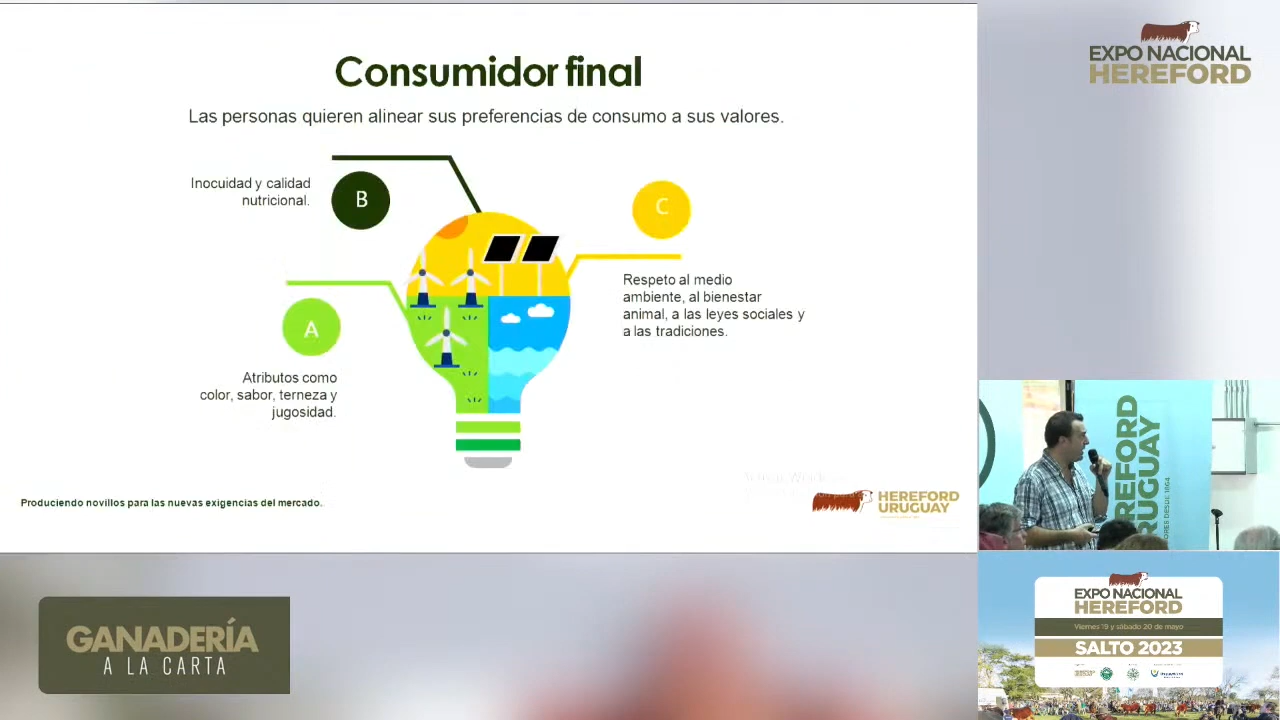 Consumidor final
Las personas quieren alinear sus preferencias de consumo a sus valores.
Inocuidad y calidad
nutricional.
B
C
Respeto al medio
ambiente, al bienestar
animal, a las leyes sociales y
a las tradiciones.
A
Atributos como
color, sabor, terneza y
jugosidad.
Produciendo novillos para las nuevas exigencias del mercado.
HEREFORD
URUGUAY
EXPO NACIONAL
HEREFORD
HEREFORD
URUGUAY
GANADERÍA
A LA CARTA
EXPO NACIONAL
HEREFORD
Viernes 19 y sábado 20 de mayo
SALTO 2023